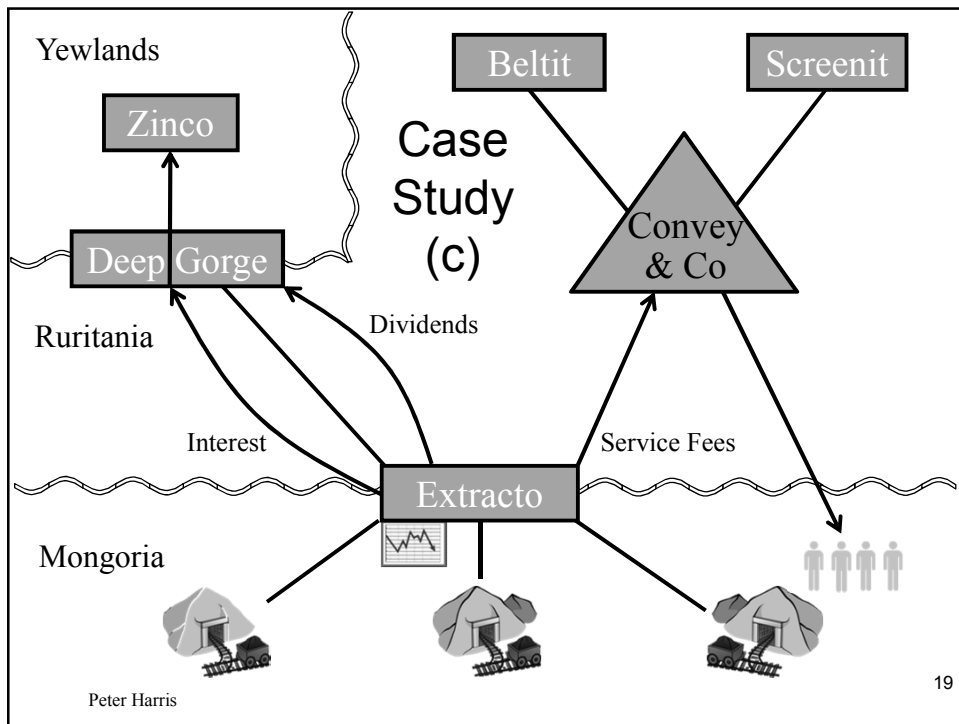 Yewlands
Beltit
Screenit
Zinco
Case
Study
(c)
Convey
& Co
Deep Gorge
Dividends
Ruritania
Interest
Service Fees
Extracto
Mongoria
Peter Harris
19